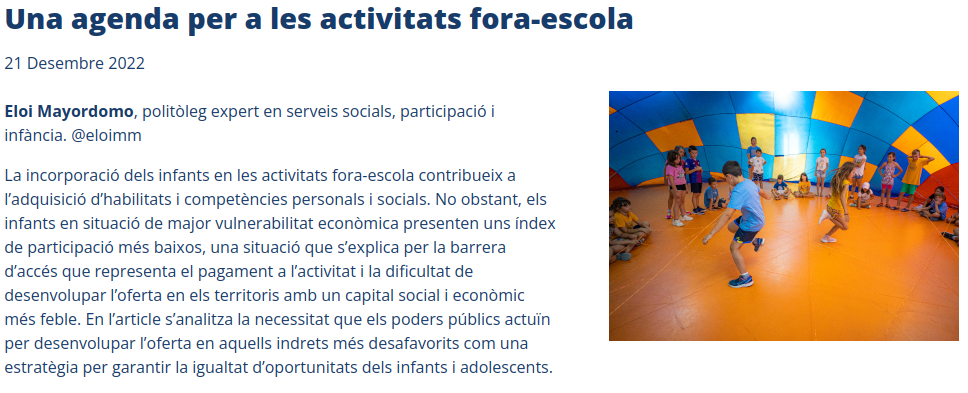 Una agenda per a les activitats fora-escola
21 Desembre 2022
Eloi Mayordomo, politòleg expert en serveis socials, participació i
infància. @eloimm
La incorporació dels infants en les activitats fora-escola contribueix a
l’adquisició d’habilitats i competències personals i socials. No obstant, els
infants en situació de major vulnerabilitat econòmica presenten uns índex
de participació més baixos, una situació que s’explica per la barrera
d’accés que representa el pagament a l’activitat i la dificultat de
desenvolupar l’oferta en els territoris amb un capital social i econòmic
més feble. En l’article s’analitza la necessitat que els poders públics actuïn
per desenvolupar l’oferta en aquells indrets més desafavorits com una
estratègia per garantir la igualtat d’oportunitats dels infants i adolescents.